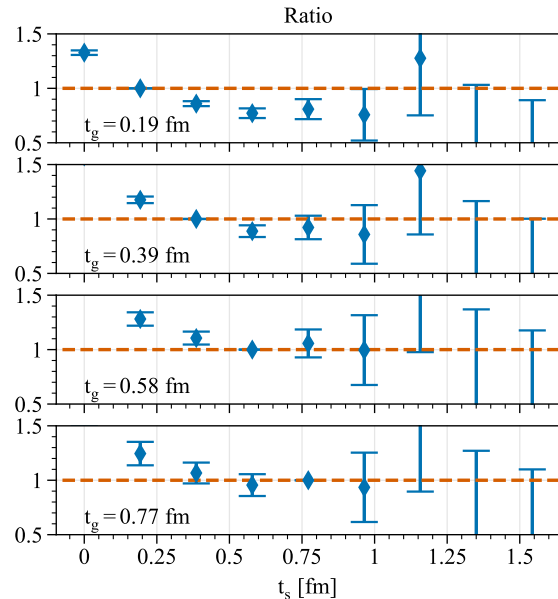 Ratio
1.5
1
0.5
t_g = 0.19 fm
1.5
1
0.5
t_g = 0.39 fm
1.5
1
0.5
t_g = 0.58 fm
1.5
1
0.5
t_g = 0.77 fm
0 0.25 0.5 0.75 1 1.25 1.5
t_s [fm]